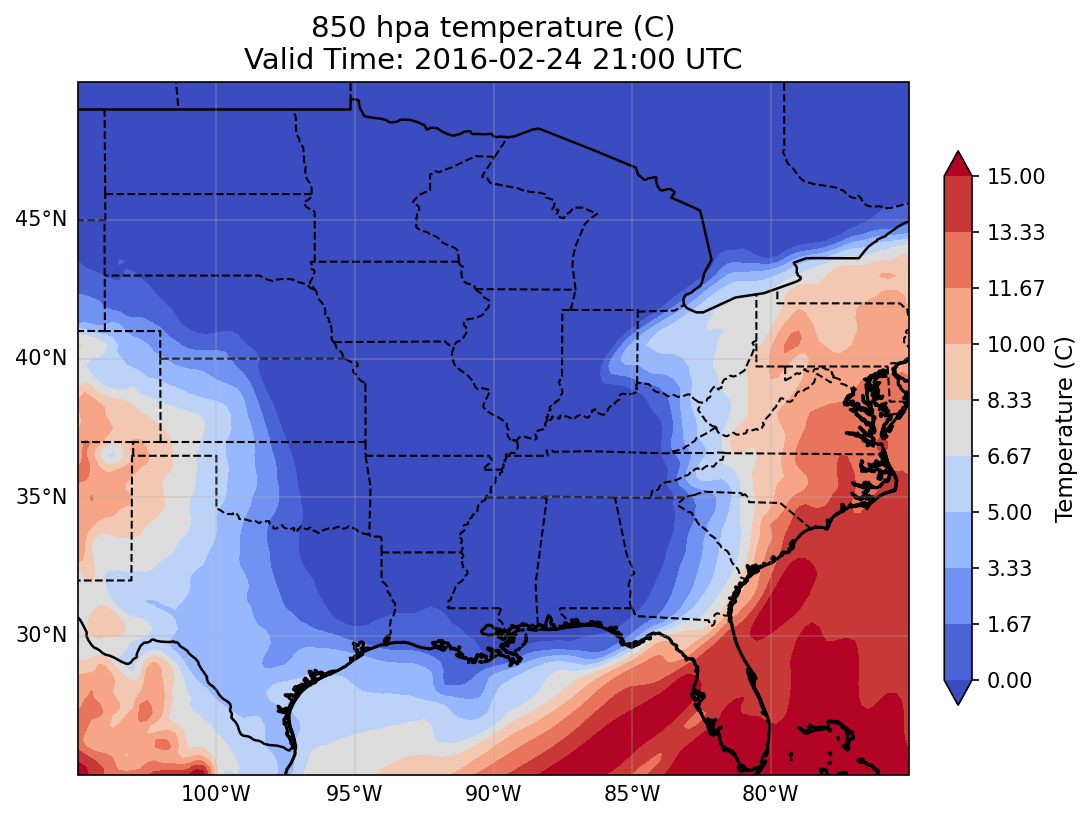 850 hpa temperature (C)
Valid Time: 2016-02-24 21:00 UTC
45°N
40°N
35°N
30°N
100°W
95°W
90°W
85°W
80°W
15.00
13.33
11.67
10.00
8.33
6.67
5.00
3.33
1.67
0.00
Temperature (C)